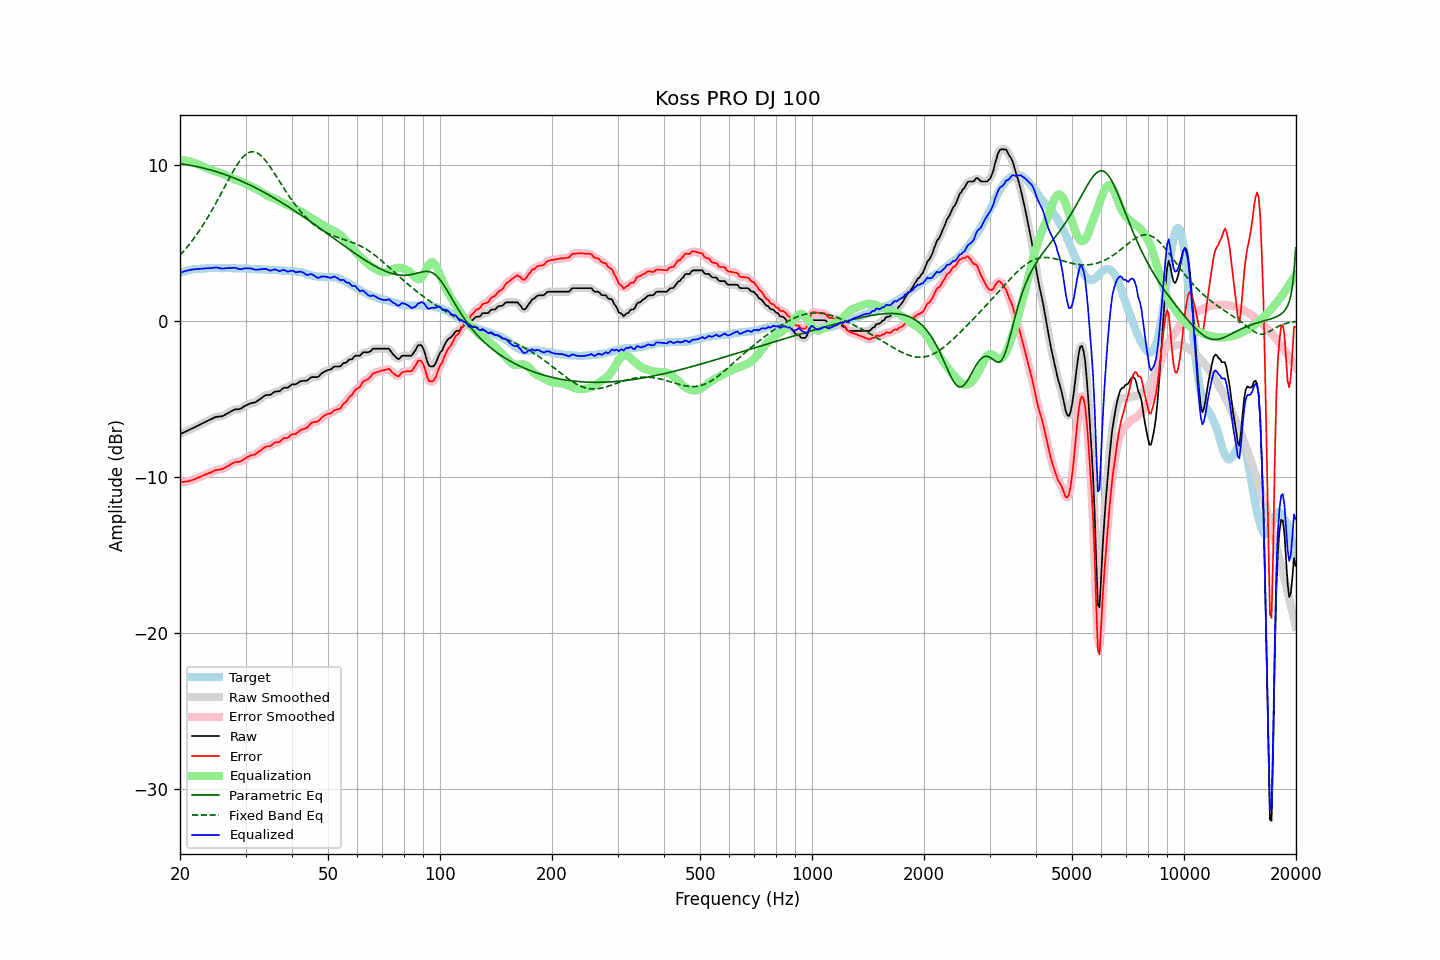 Koss PRO DJ 100
Amplitude (dBr)
10
0
−10
−20
−30
Target
Raw Smoothed
Error Smoothed
Raw
Error
Equalization
Parametric Eq
Fixed Band Eq
Equalized
20 50 100 200 500 1000 2000 5000 10000 20000
Frequency (Hz)